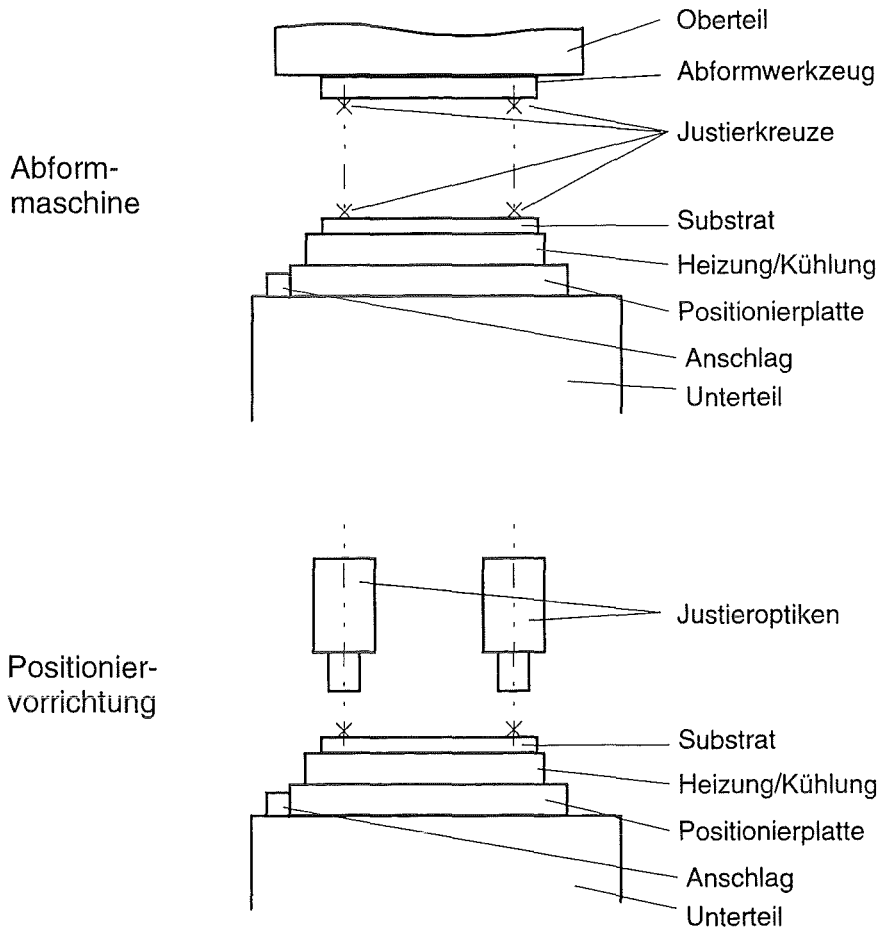 Oberteil
Abformwerkzeug
Justierkreuze
Abform-
maschine
Substrat
Heizung/Kühlung
Positionierplatte
Anschlag
Unterteil
Justieroptiken
Positionier-
vorrichtung
Substrat
Heizung/Kühlung
Positionierplatte
Anschlag
Unterteil